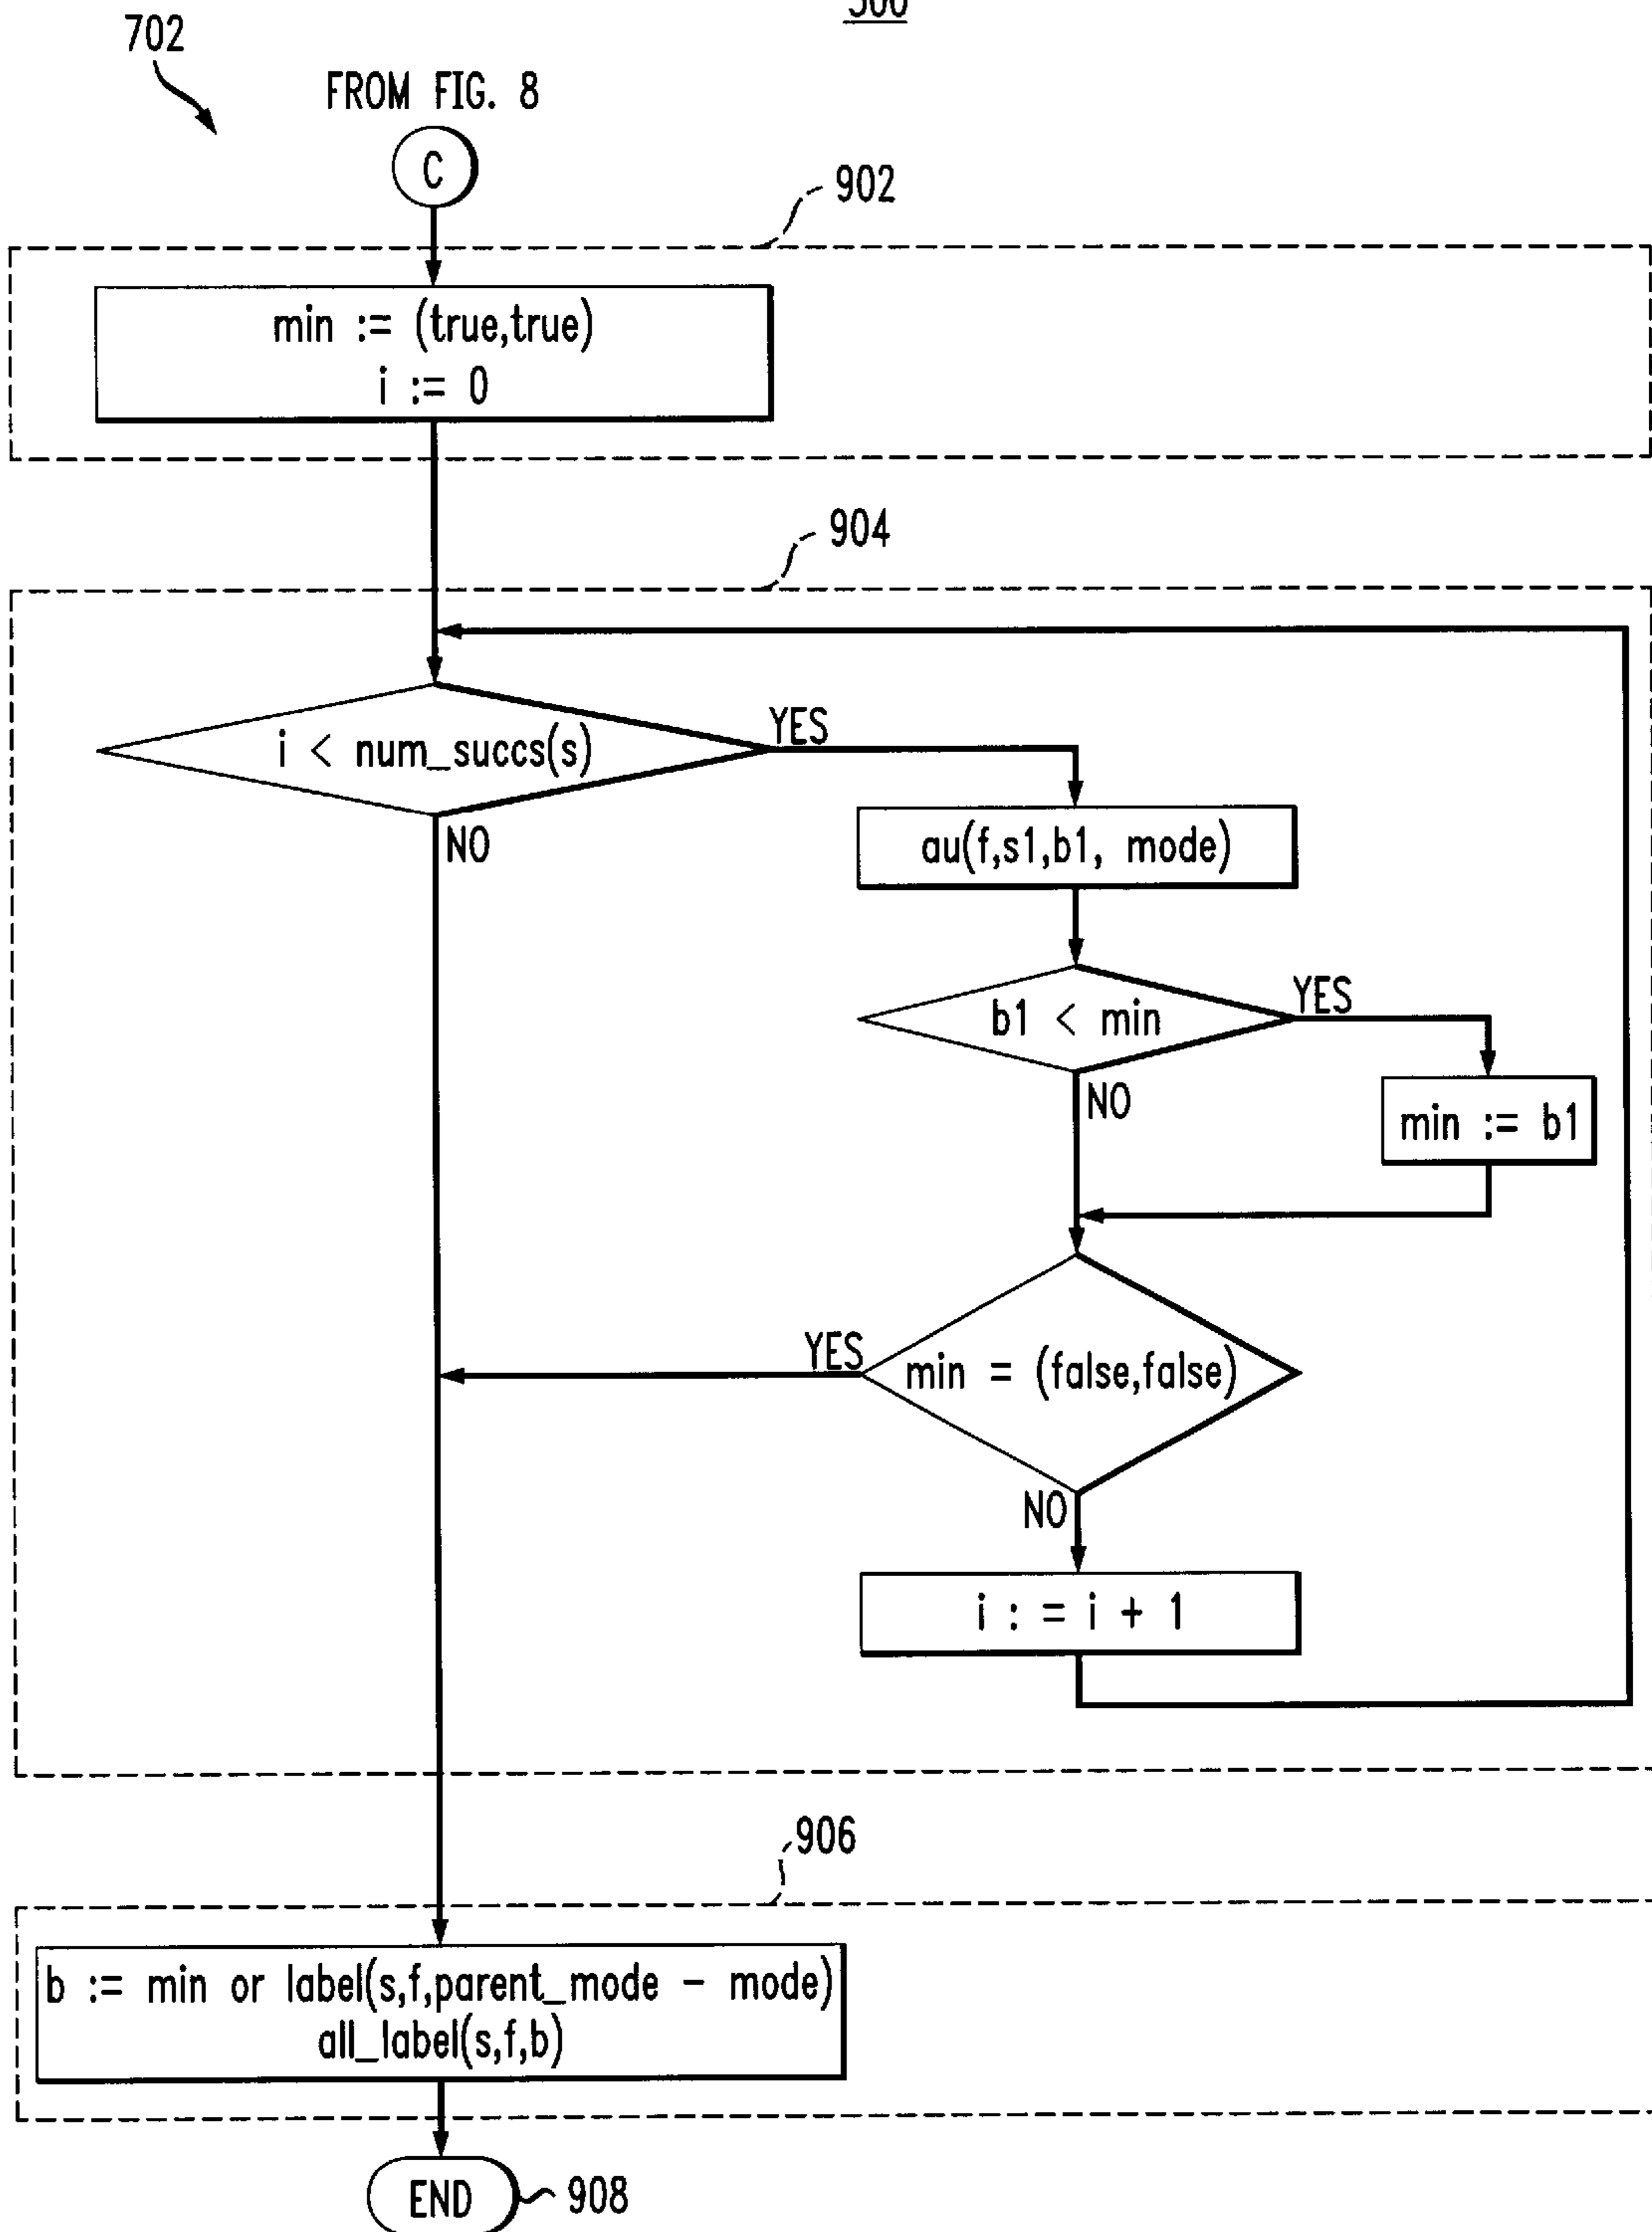 702
FROM FIG. 8
C
902
min := (true,true)
i := 0
904
i < num_succs(s)
YES
NO
au(f,s1,b1, mode)
b1 < min
YES
NO
min := b1
YES
min = (false,false)
NO
i : = i + 1
906
b := min or label(s,f,parent_mode - mode)
all_label(s,f,b)
END
908